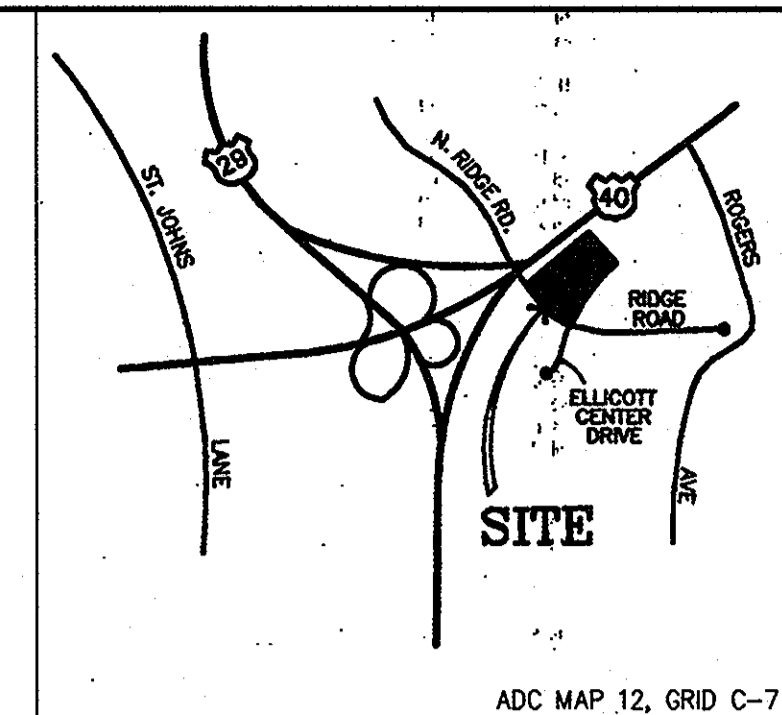 29
N. RIDGE RD.
40
ST. JOHNS
LANE
ROGERS
AVE
RIDGE
ROAD
ELLICOTT
CENTER
DRIVE
SITE
ADC MAP 12, GRID C-7